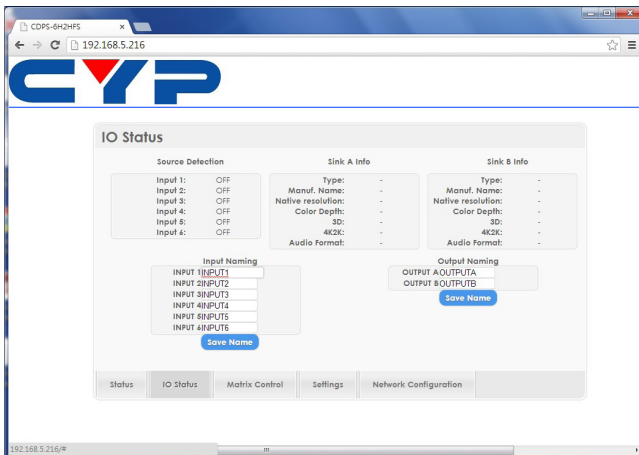 CDPS-6H2HFS
192.168.5.216
CYP
IO Status
Source Detection
Input 1: OFF
Input 2: OFF
Input 3: OFF
Input 4: OFF
Input 5: OFF
Input 6: OFF
Sink A Info
Type: -
Manuf. Name: -
Native resolution: -
Color Depth: -
3D: -
4K2K: -
Audio Format: -
Sink B Info
Type: -
Manuf. Name: -
Native resolution: -
Color Depth: -
3D: -
4K2K: -
Audio Format: -
Input Naming
INPUT 1 INPUT1
INPUT 2 INPUT2
INPUT 3 INPUT3
INPUT 4 INPUT4
INPUT 5 INPUT5
INPUT 6 INPUT6
Save Name
Output Naming
OUTPUT A OUTPUTA
OUTPUT B OUTPUTB
Save Name
Status IO Status Matrix Control Settings Network Configuration
192.168.5.216/#